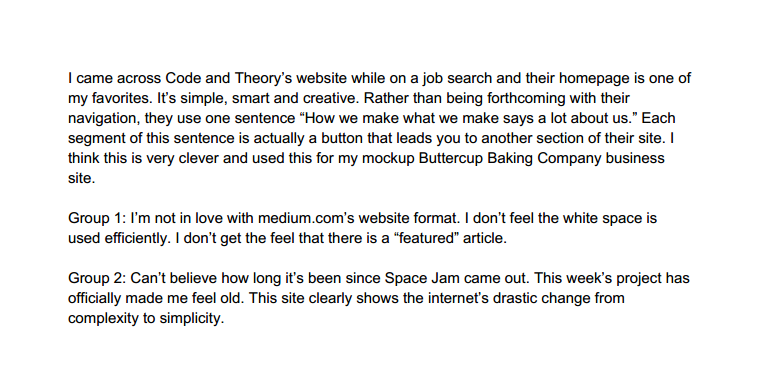 I came across Code and Theory’s website while on a job search and their homepage is one of
my favorites. It’s simple, smart and creative. Rather than being forthcoming with their
navigation, they use one sentence “How we make what we make says a lot about us.” Each
segment of this sentence is actually a button that leads you to another section of their site. I
think this is very clever and used this for my mockup Buttercup Baking Company business
site.
Group 1: I’m not in love with medium.com’s website format. I don’t feel the white space is
used efficiently. I don’t get the feel that there is a “featured” article.
Group 2: Can’t believe how long it’s been since Space Jam came out. This week’s project has
officially made me feel old. This site clearly shows the internet’s drastic change from
complexity to simplicity.